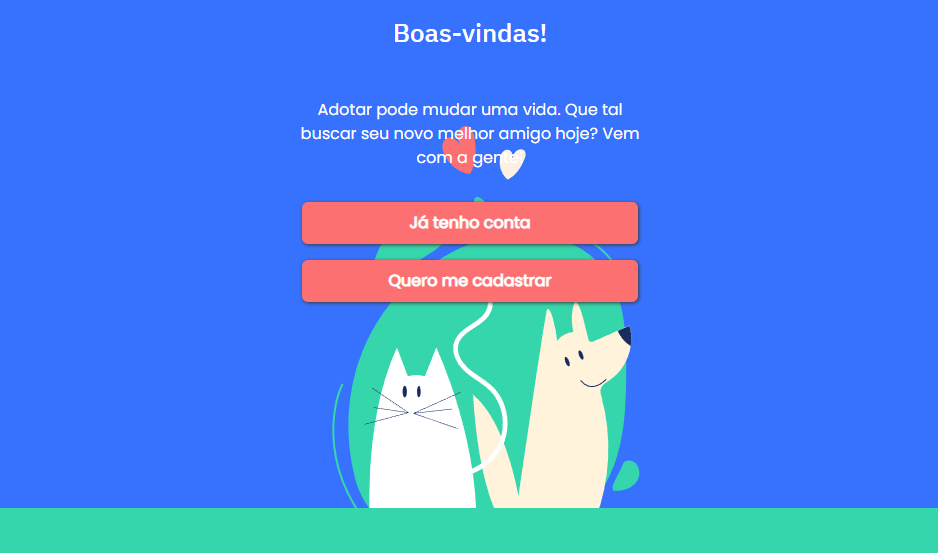 Boas-vindas!
Adotar pode mudar uma vida. Que tal
buscar seu novo melhor amigo hoje? Vem
com a gente!
Já tenho conta
Quero me cadastrar